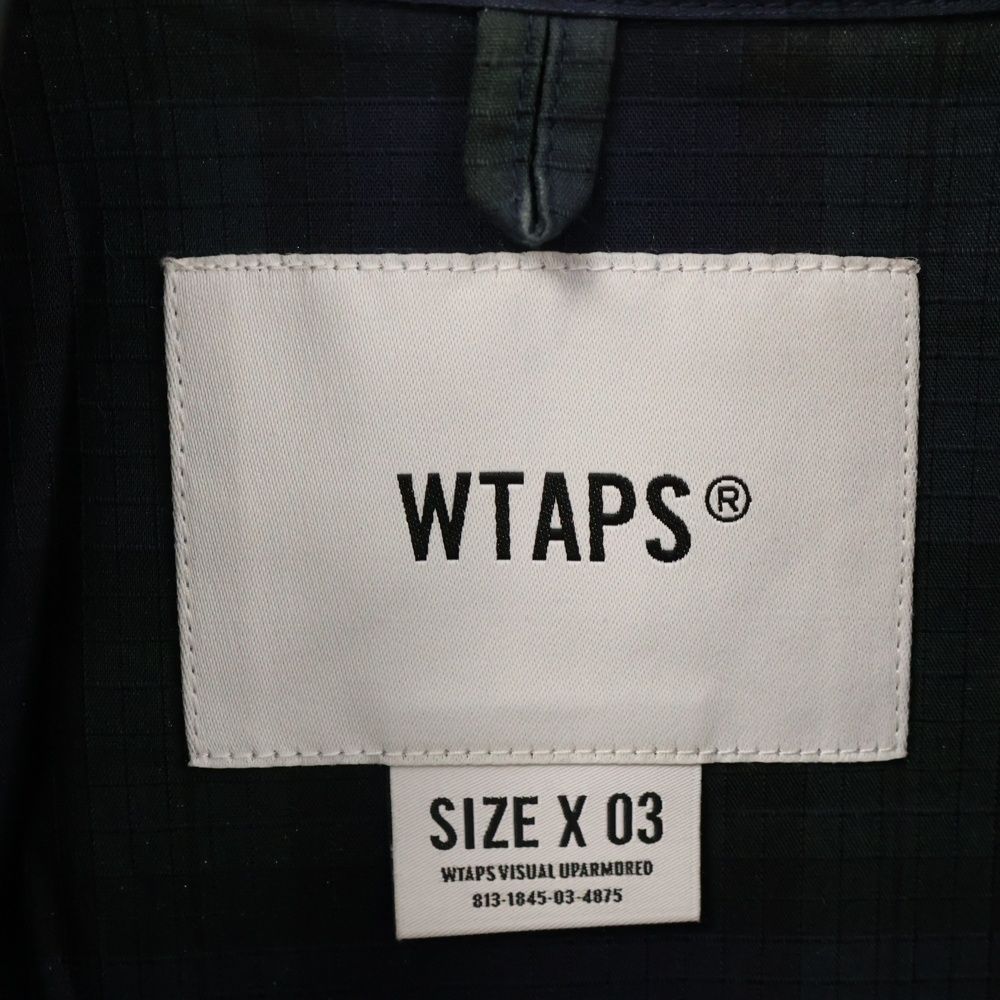 WTAPS®
SIZE X 03
WTAPS VISUAL UPARMORED
813-1845-03-4875